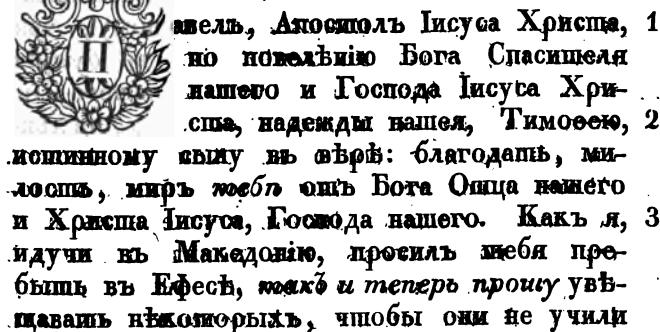 Павелъ, Апостолъ Іисуса Христа, 1
по повелѣнію Бога Спасителя
нашего и Господа Іисуса Хри-
ста, надежды нашея, Тимоѳею, 2
истинному сыну въ вѣрѣ: благодать, ми-
лость, миръ тебѣ отъ Бога Отца нашего
и Христа Іисуса, Господа нашего. Какъ я, 3
идучи въ Македонію, просилъ тебя пре-
быть въ Ефесѣ, такъ и теперь прошу увѣ-
щавать нѣкоторыхъ, чтобы они не учили